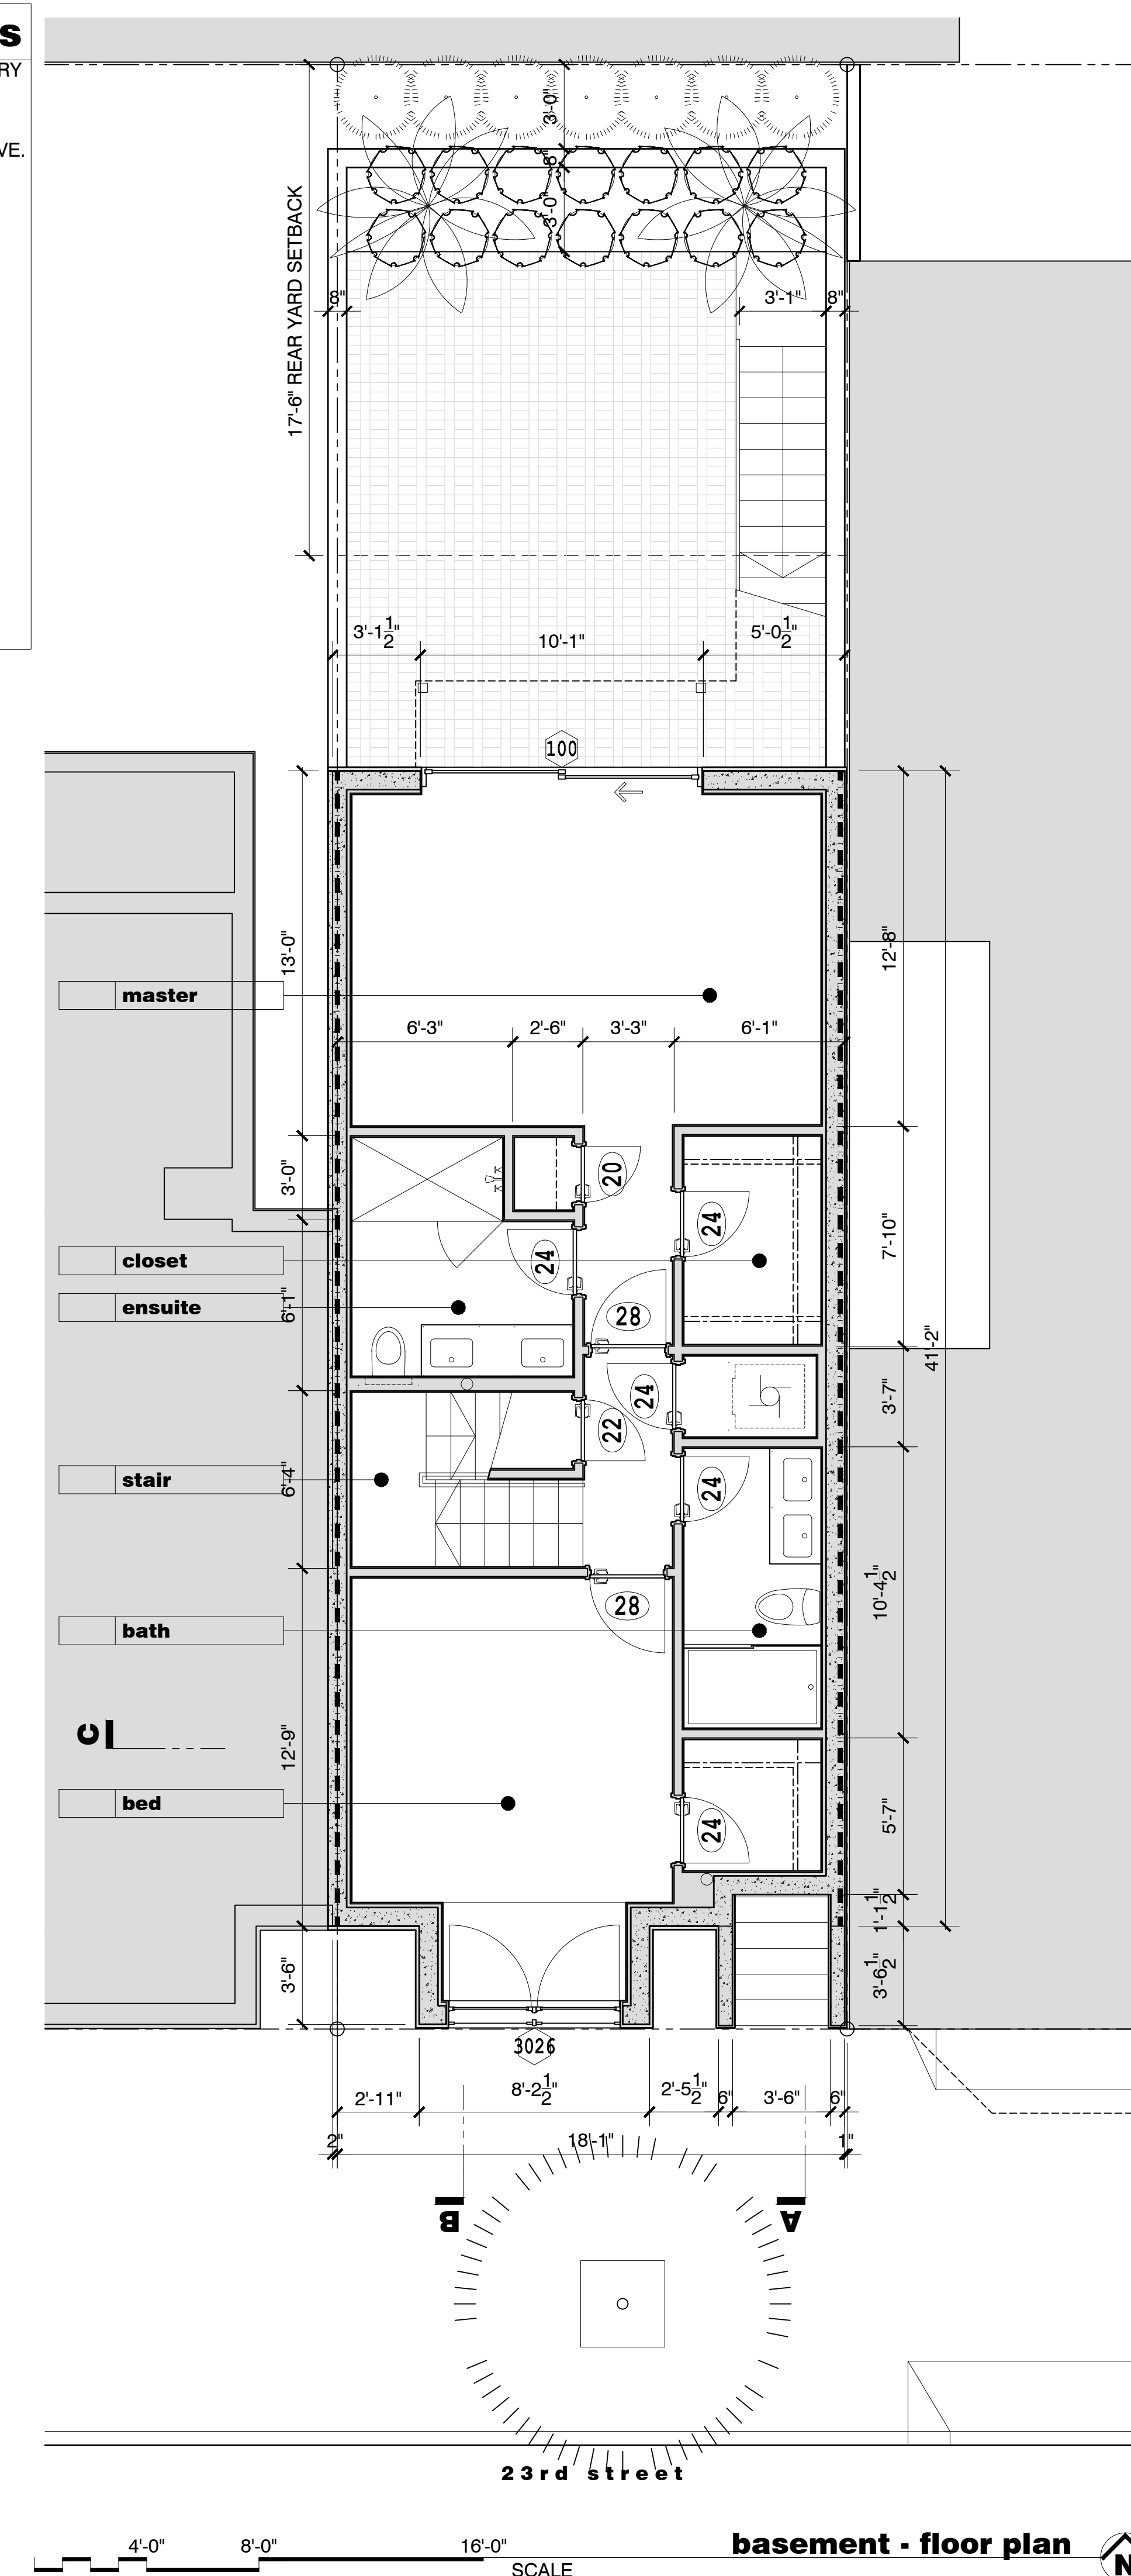 s
RY
VE.
3'-0"
8"
3'-0"
17'-6" REAR YARD SETBACK
8"
3'-1"
8"
3'-1 1/2"
10'-1"
5'-0 1/2"
100
13'-0"
12'-8"
master
6'-3"
2'-6"
3'-3"
6'-1"
3'-0"
20
24
7'-10"
closet
24
ensuite
6'-1"
28
41'-2"
24
3'-7"
22
stair
6'-4"
24
bath
28
10'-4 1/2"
C
12'-9"
bed
24
5'-7"
1'-1 1/2"
3'-6"
3'-6 1/2"
3026
2'-11"
8'-2 1/2"
2'-5 1/2"
6"
3'-6"
6"
2"
18'-1"
1"
B
A
23rd street
4'-0"
8'-0"
16'-0"
SCALE
basement - floor plan
N